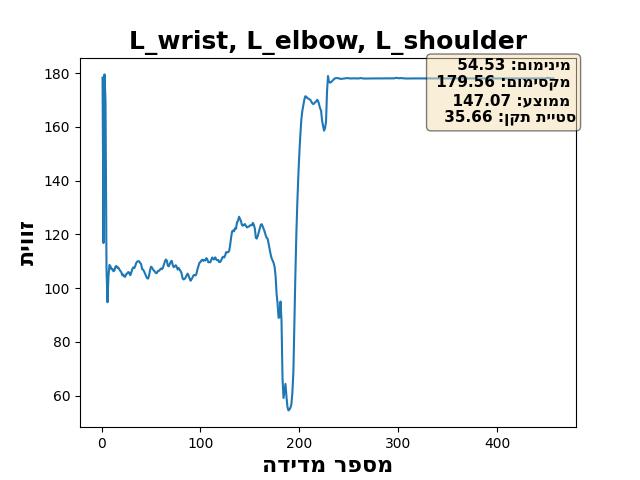 L_wrist, L_elbow, L_shoulder
מינימום: 54.53
מקסימום: 179.56
ממוצע: 147.07
סטיית תקן: 35.66
180
160
140
120
100
80
60
זווית
0 100 200 300 400
מספר מדידה